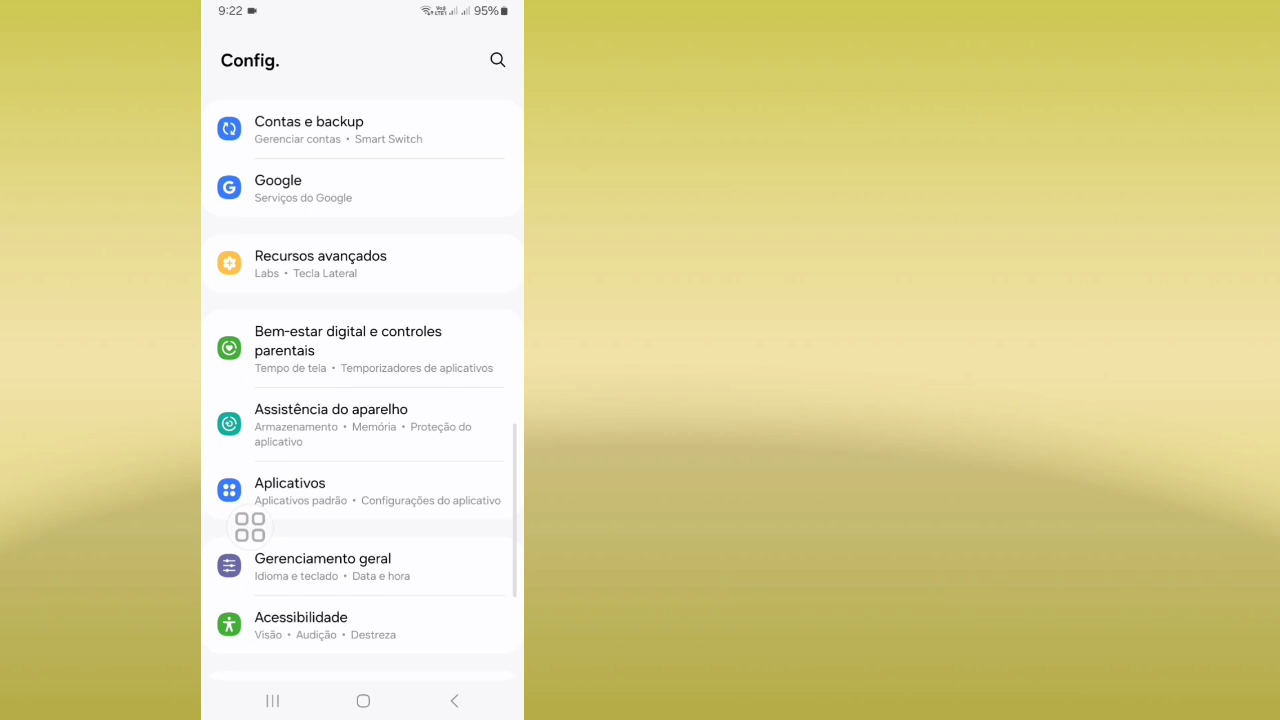 9:22
95%
Config.
Contas e backup
Gerenciar contas • Smart Switch
Google
Serviços do Google
Recursos avançados
Labs • Tecla Lateral
Bem-estar digital e controles
parentais
Tempo de tela • Temporizadores de aplicativos
Assistência do aparelho
Armazenamento • Memória • Proteção do
aplicativo
Aplicativos
Aplicativos padrão • Configurações do aplicativo
Gerenciamento geral
Idioma e teclado • Data e hora
Acessibilidade
Visão • Audição • Destreza